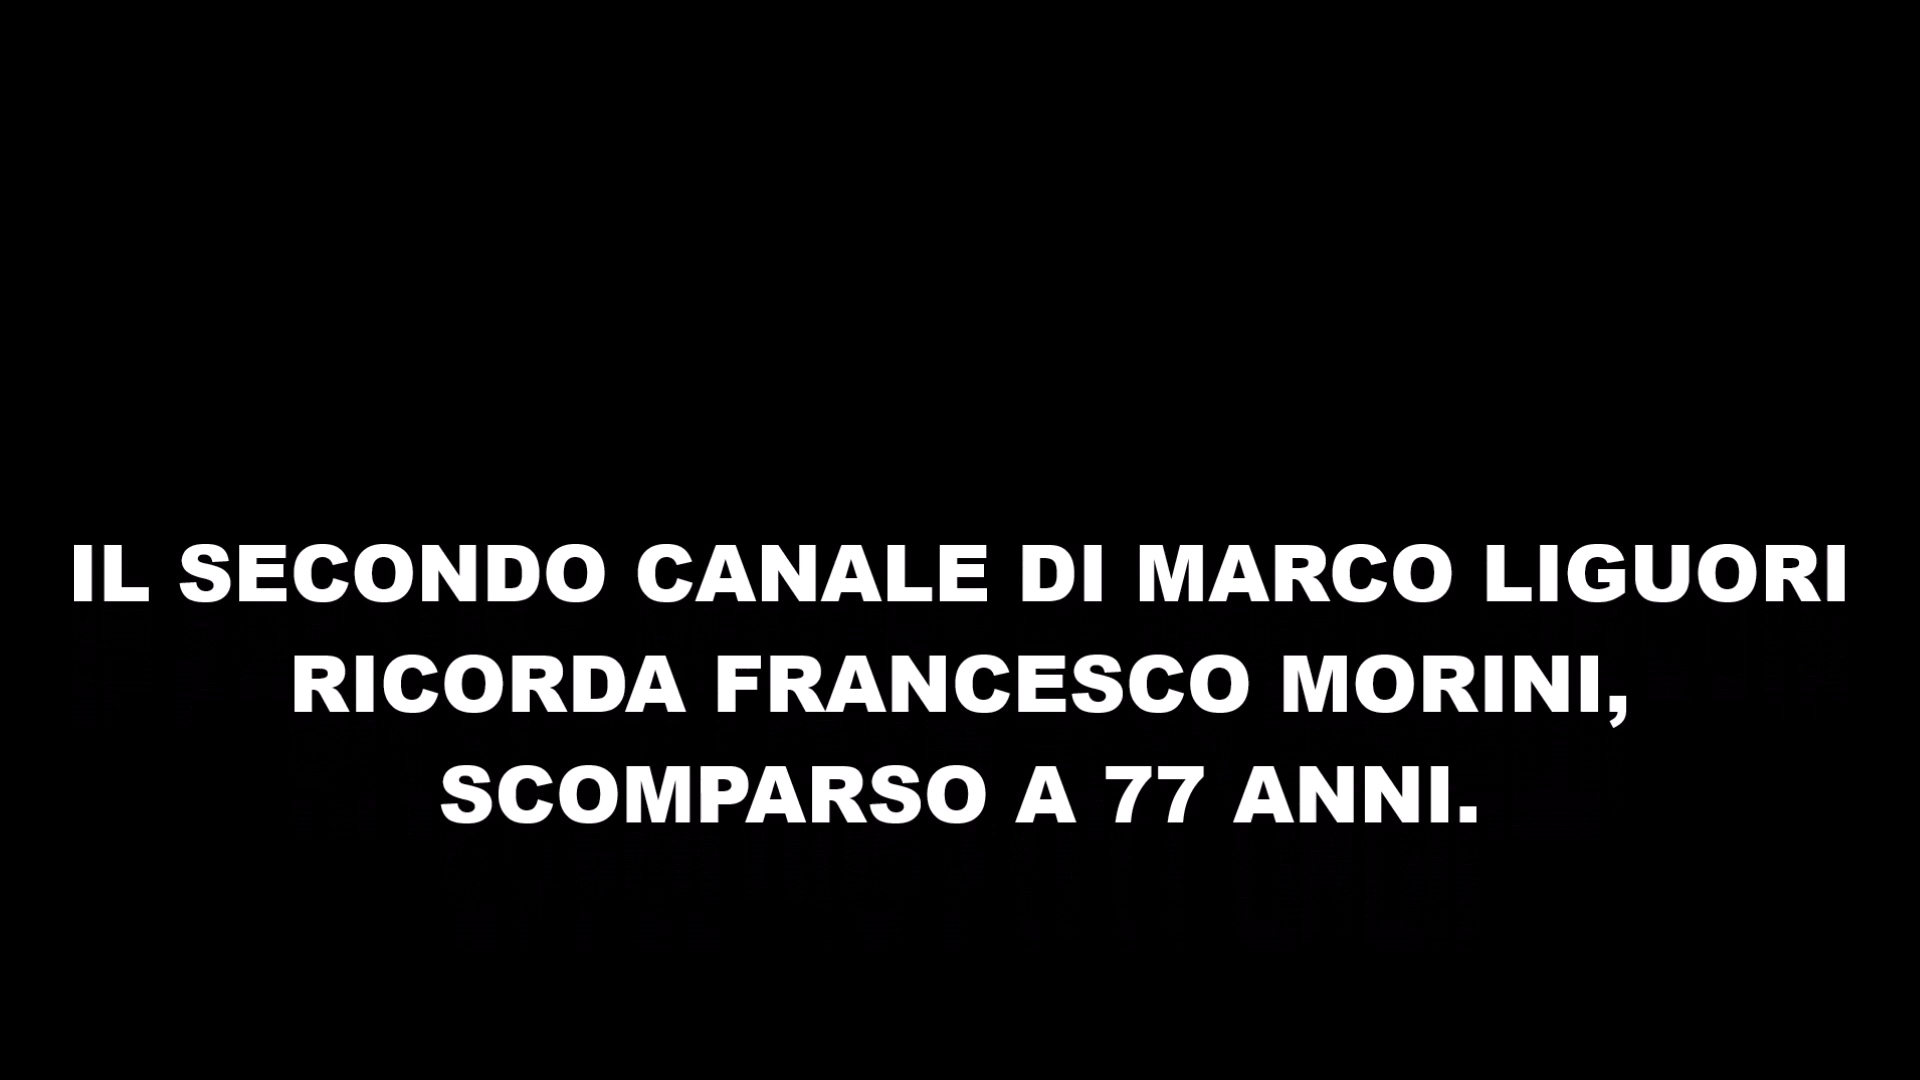 IL SECONDO CANALE DI MARCO LIGUORI
RICORDA FRANCESCO MORINI,
SCOMPARSO A 77 ANNI.